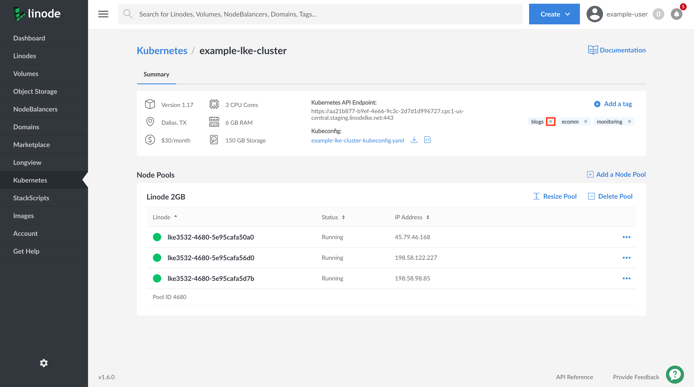 linode
Search for Linodes, Volumes, NodeBalancers, Domains, Tags...
Create
example-user
0
5
Dashboard
Linodes
Volumes
Object Storage
NodeBalancers
Domains
Marketplace
Longview
Kubernetes
StackScripts
Images
Account
Get Help
Kubernetes / example-lke-cluster
Documentation
Summary
Version 1.17
3 CPU Cores
Dallas, TX
6 GB RAM
$30/month
150 GB Storage
Kubernetes API Endpoint:
https://aa21b877-b9ef-4e66-9c3c-2d7d1d996727.cpc1-us-
central.staging.linodelke.net:443
Kubeconfig:
example-lke-cluster-kubeconfig.yaml
Add a tag
blogs ×
ecomm ×
monitoring ×
Node Pools
Add a Node Pool
Linode 2GB
Resize Pool
Delete Pool
Linode
Status
IP Address
lke3532-4680-5e95cafa50a0
Running
45.79.46.168
...
lke3532-4680-5e95cafa56d0
Running
198.58.122.227
...
lke3532-4680-5e95cafa5d7b
Running
198.58.98.85
...
Pool ID 4680
v1.6.0
API Reference
Provide Feedback
?